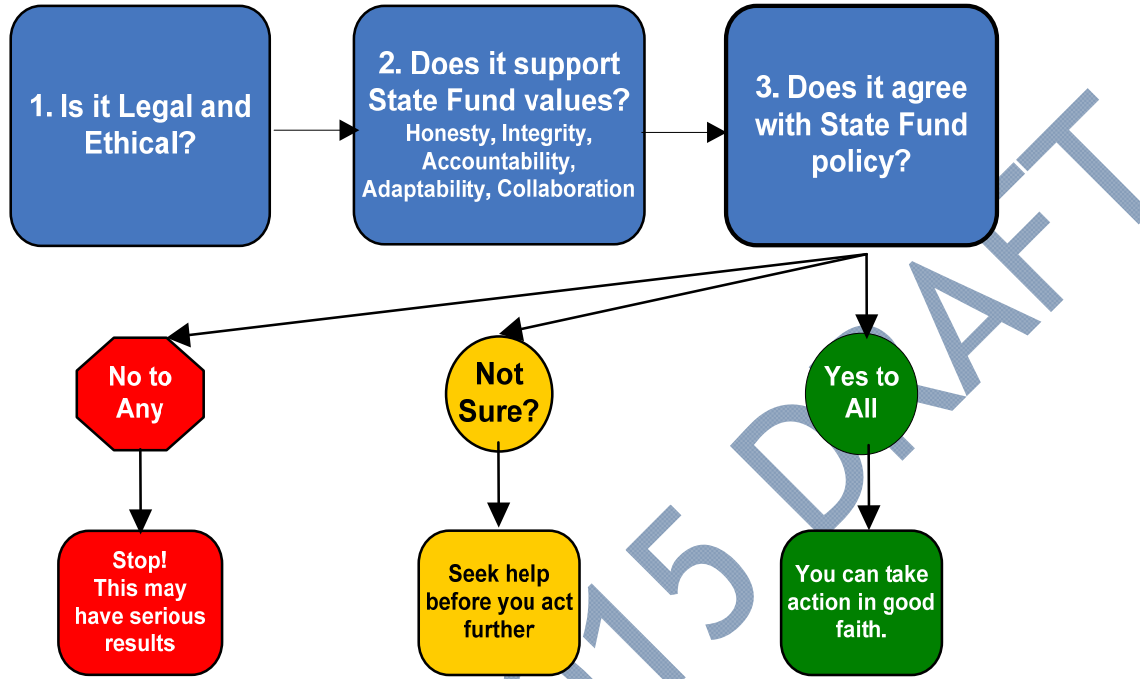 1. Is it Legal and
Ethical?
2. Does it support
State Fund values?
Honesty, Integrity,
Accountability,
Adaptability, Collaboration
3. Does it agree
with State Fund
policy?
No to
Any
Not
Sure?
Yes to
All
Stop!
This may
have serious
results
Seek help
before you act
further
You can take
action in good
faith.
15 DRAFT